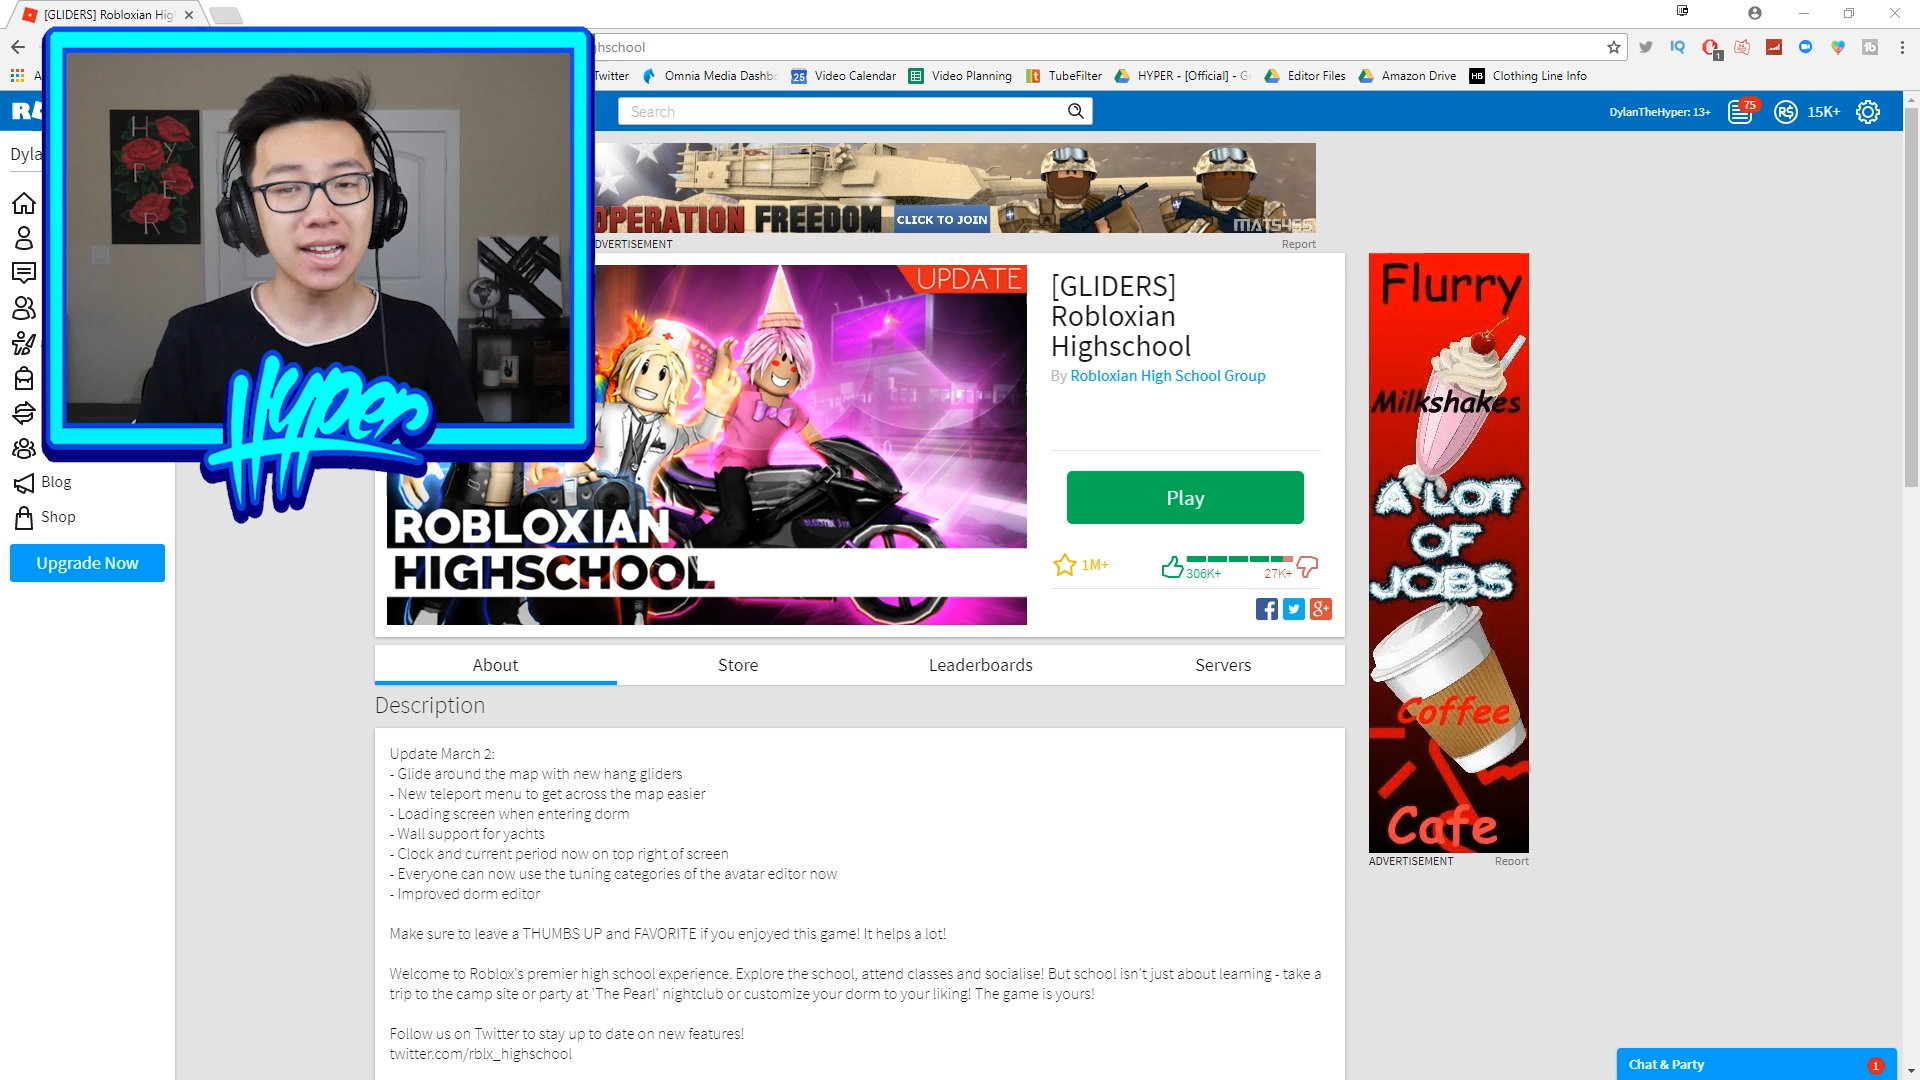 [GLIDERS] Robloxian Hig
hschool
Twitter
Omnia Media Dashb
25
Video Calendar
Video Planning
TubeFilter
HYPER - [Official] - G
Editor Files
Amazon Drive
HB
Clothing Line Info
Search
DylanTheHyper: 13+
75
15K+
Dyla
HYPER
Hyper
OPERATION FREEDOM
CLICK TO JOIN
MATS455
DVERTISEMENT
Report
UPDATE
ROBLOXIAN
HIGHSCHOOL
[GLIDERS]
Robloxian
Highschool
By Robloxian High School Group
Play
1M+
306K+
27K+
Blog
Shop
Upgrade Now
About
Store
Leaderboards
Servers
Description
Update March 2:
- Glide around the map with new hang gliders
- New teleport menu to get across the map easier
- Loading screen when entering dorm
- Wall support for yachts
- Clock and current period now on top right of screen
- Everyone can now use the tuning categories of the avatar editor now
- Improved dorm editor
Make sure to leave a THUMBS UP and FAVORITE if you enjoyed this game! It helps a lot!
Welcome to Roblox's premier high school experience. Explore the school, attend classes and socialise! But school isn't just about learning - take a
trip to the camp site or party at 'The Pearl' nightclub or customize your dorm to your liking! The game is yours!
Follow us on Twitter to stay up to date on new features!
twitter.com/rblx_highschool
Flurry
Milkshakes
A LOT
OF
JOBS
Coffee
Cafe
ADVERTISEMENT
Report
Chat & Party
1